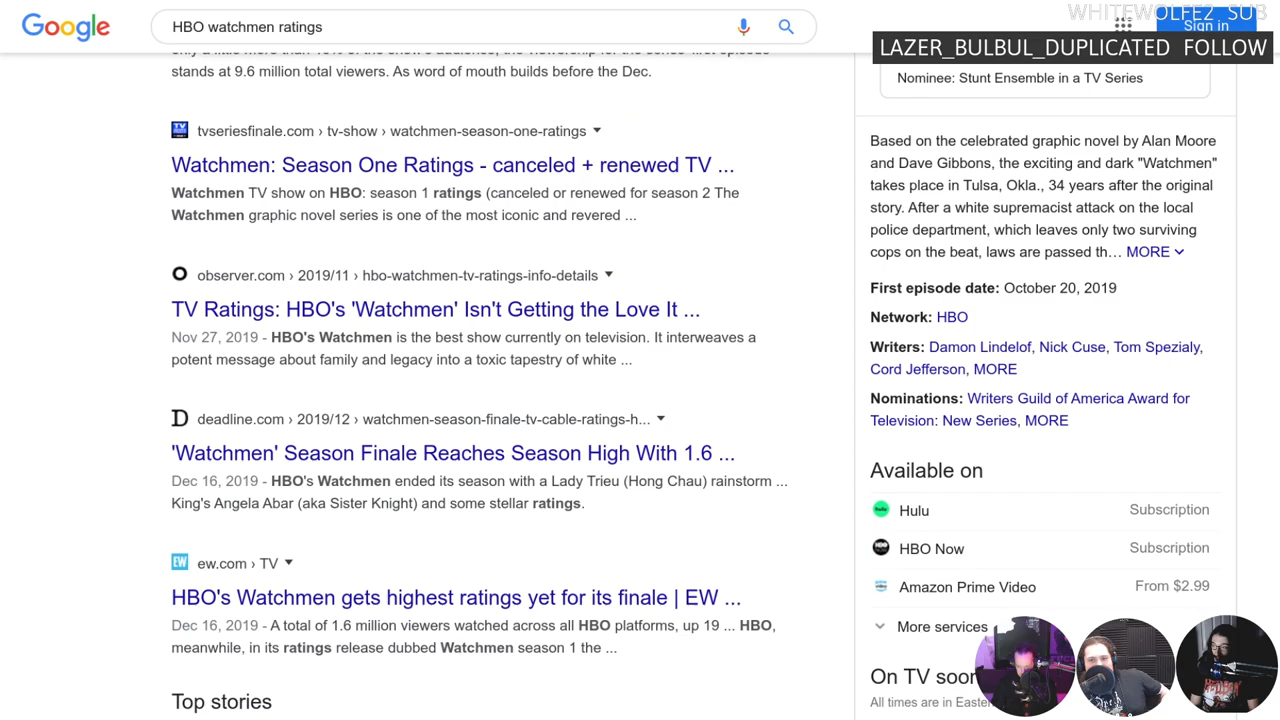 Google
HBO watchmen ratings
WHITEWOLFE2_SUB
Sign in
LAZER_BULBUL_DUPLICATED FOLLOW
stands at 9.6 million total viewers. As word of mouth builds before the Dec.
tvseriesfinale.com › tv-show › watchmen-season-one-ratings
Watchmen: Season One Ratings - canceled + renewed TV ...
Watchmen TV show on HBO: season 1 ratings (canceled or renewed for season 2 The
Watchmen graphic novel series is one of the most iconic and revered ...
observer.com › 2019/11 › hbo-watchmen-tv-ratings-info-details
TV Ratings: HBO's 'Watchmen' Isn't Getting the Love It ...
Nov 27, 2019 - HBO's Watchmen is the best show currently on television. It interweaves a
potent message about family and legacy into a toxic tapestry of white ...
deadline.com › 2019/12 › watchmen-season-finale-tv-cable-ratings-h...
'Watchmen' Season Finale Reaches Season High With 1.6 ...
Dec 16, 2019 - HBO's Watchmen ended its season with a Lady Trieu (Hong Chau) rainstorm ...
King's Angela Abar (aka Sister Knight) and some stellar ratings.
EW
ew.com › TV
HBO's Watchmen gets highest ratings yet for its finale | EW ...
Dec 16, 2019 - A total of 1.6 million viewers watched across all HBO platforms, up 19 ... HBO,
meanwhile, in its ratings release dubbed Watchmen season 1 the ...
Top stories
Nominee: Stunt Ensemble in a TV Series
Based on the celebrated graphic novel by Alan Moore
and Dave Gibbons, the exciting and dark "Watchmen"
takes place in Tulsa, Okla., 34 years after the original
story. After a white supremacist attack on the local
police department, which leaves only two surviving
cops on the beat, laws are passed th… MORE
First episode date: October 20, 2019
Network: HBO
Writers: Damon Lindelof, Nick Cuse, Tom Spezialy,
Cord Jefferson, MORE
Nominations: Writers Guild of America Award for
Television: New Series, MORE
Available on
Hulu Subscription
HBO Now Subscription
Amazon Prime Video From $2.99
More services
On TV soon
All times are in Eastern